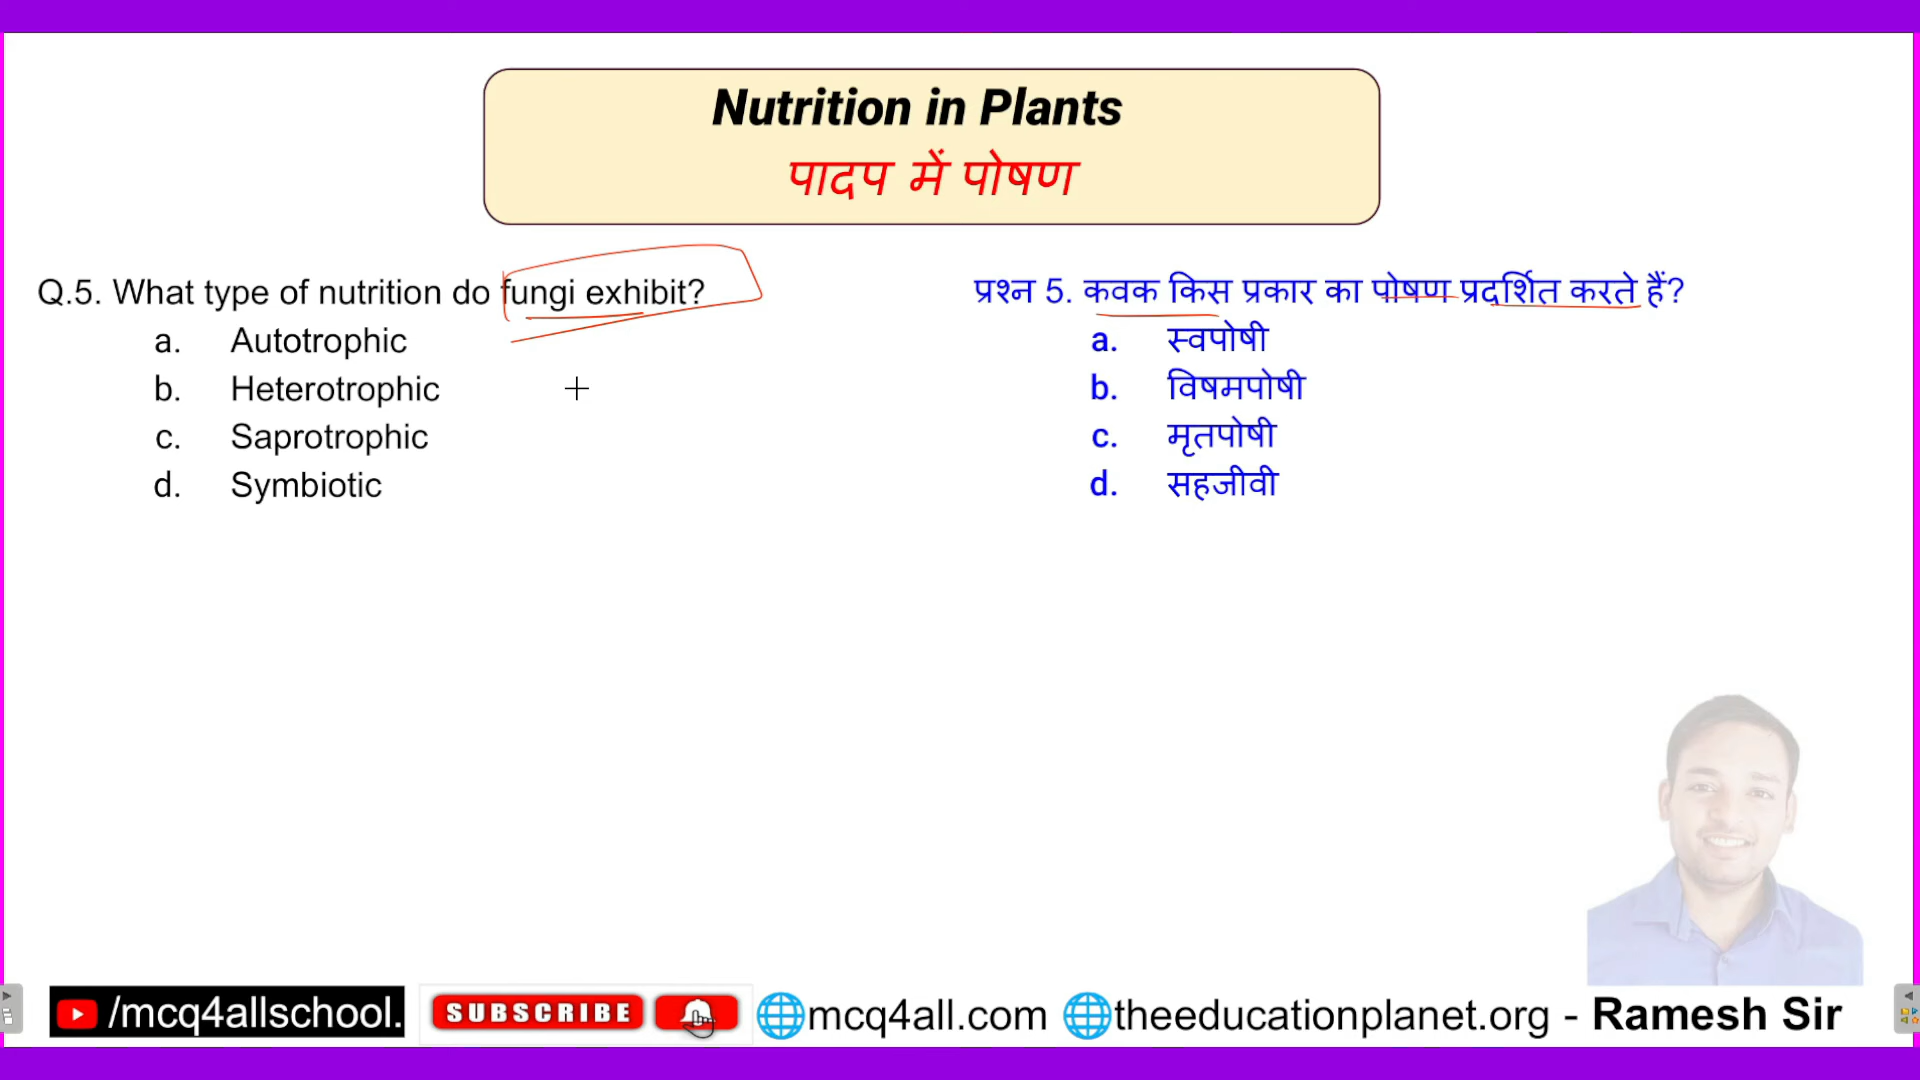 Nutrition in Plants
पादप में पोषण
Q.5. What type of nutrition do fungi exhibit?
a. Autotrophic
b. Heterotrophic
c. Saprotrophic
d. Symbiotic
प्रश्न 5. कवक किस प्रकार का पोषण प्रदर्शित करते हैं?
a. स्वपोषी
b. विषमपोषी
c. मृतपोषी
d. सहजीवी
/mcq4allschool. SUBSCRIBE mcq4all.com theeducationplanet.org - Ramesh Sir